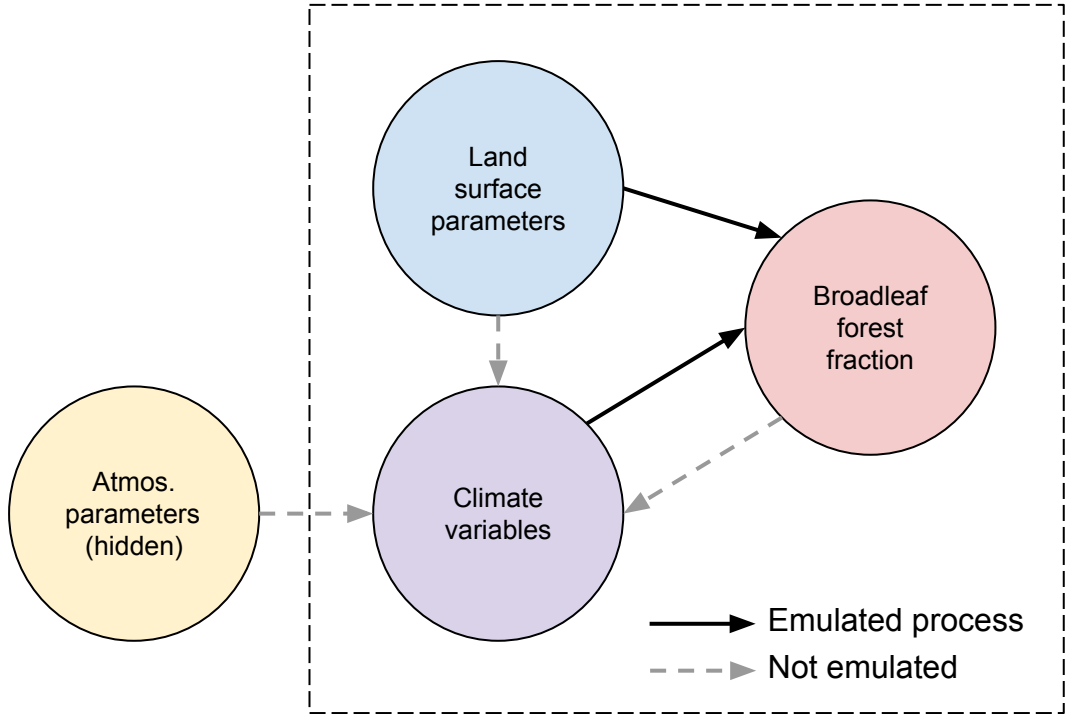 Land
surface
parameters
Broadleaf
forest
fraction
Atmos.
parameters
(hidden)
Climate
variables
Emulated process
Not emulated